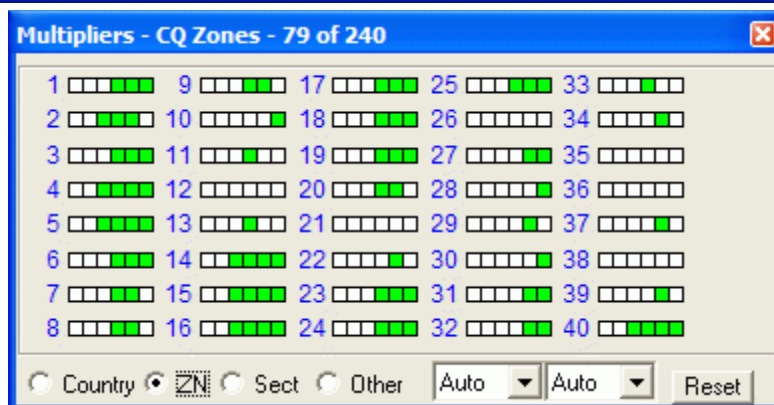 Multipliers - CQ Zones - 79 of 240
1 9 17 25 33
2 10 18 26 34
3 11 19 27 35
4 12 20 28 36
5 13 21 29 37
6 14 22 30 38
7 15 23 31 39
8 16 24 32 40
Country ZN Sect Other Auto Auto Reset